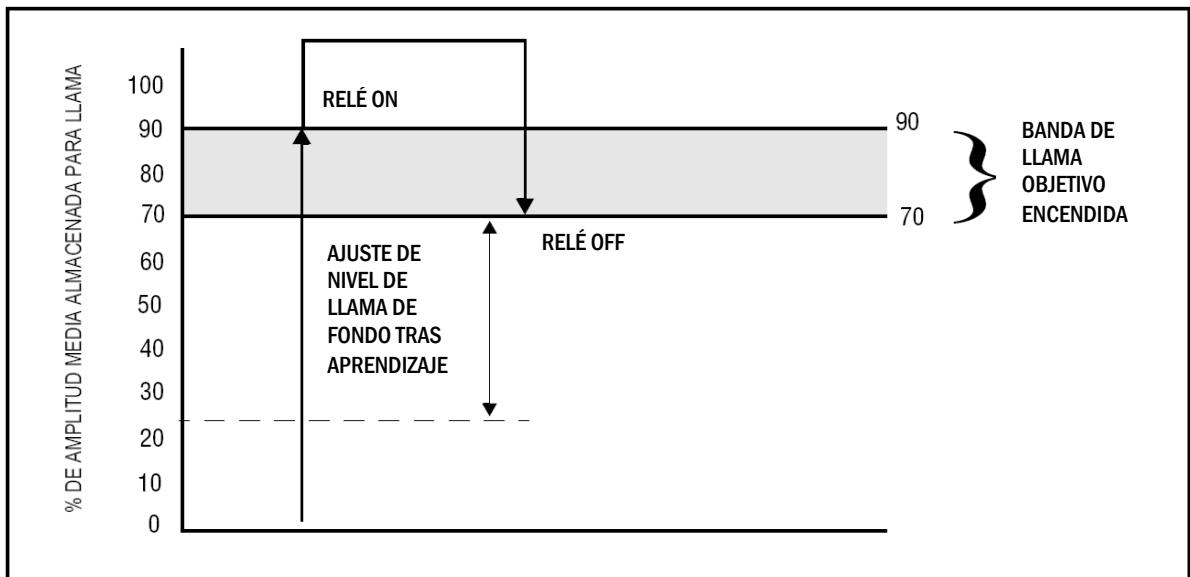 % DE AMPLITUD MEDIA ALMACENADA PARA LLAMA
100
90
80
70
60
50
40
30
20
10
0
RELÉ ON
RELÉ OFF
AJUSTE DE
NIVEL DE
LLAMA DE
FONDO TRAS
APRENDIZAJE
90
70
BANDA DE
LLAMA
OBJETIVO
ENCENDIDA